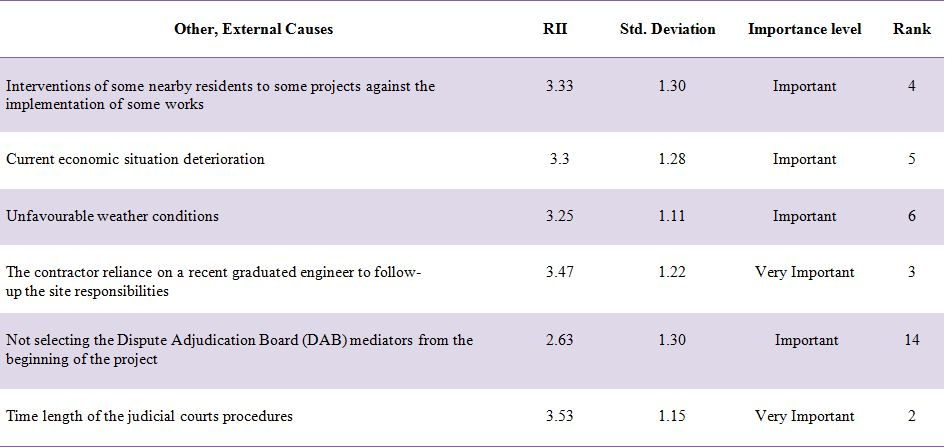 Other, External Causes RII Std. Deviation Importance level Rank
Interventions of some nearby residents to some projects against the 3.33 1.30 Important 4
implementation of some works
Current economic situation deterioration 3.3 1.28 Important 5
Unfavourable weather conditions 3.25 1.11 Important 6
The contractor reliance on a recent graduated engineer to follow- 3.47 1.22 Very Important 3
up the site responsibilities
Not selecting the Dispute Adjudication Board (DAB) mediators from the 2.63 1.30 Important 14
beginning of the project
Time length of the judicial courts procedures 3.53 1.15 Very Important 2